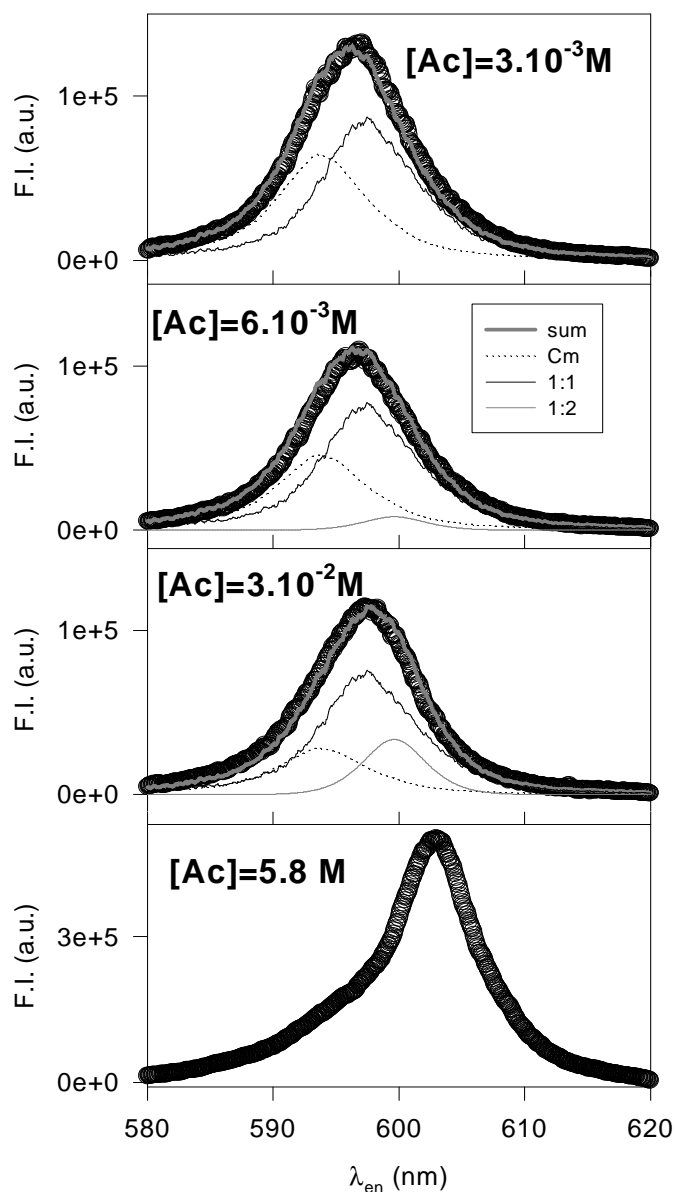 [Ac]=3.10⁻³M
1e+5
F.I. (a.u.)
0e+0
[Ac]=6.10⁻³M
sum
Cm
1:1
1:2
1e+5
F.I. (a.u.)
0e+0
[Ac]=3.10⁻²M
1e+5
F.I. (a.u.)
0e+0
[Ac]=5.8 M
3e+5
F.I. (a.u.)
0e+0
580 590 600 610 620
λen (nm)